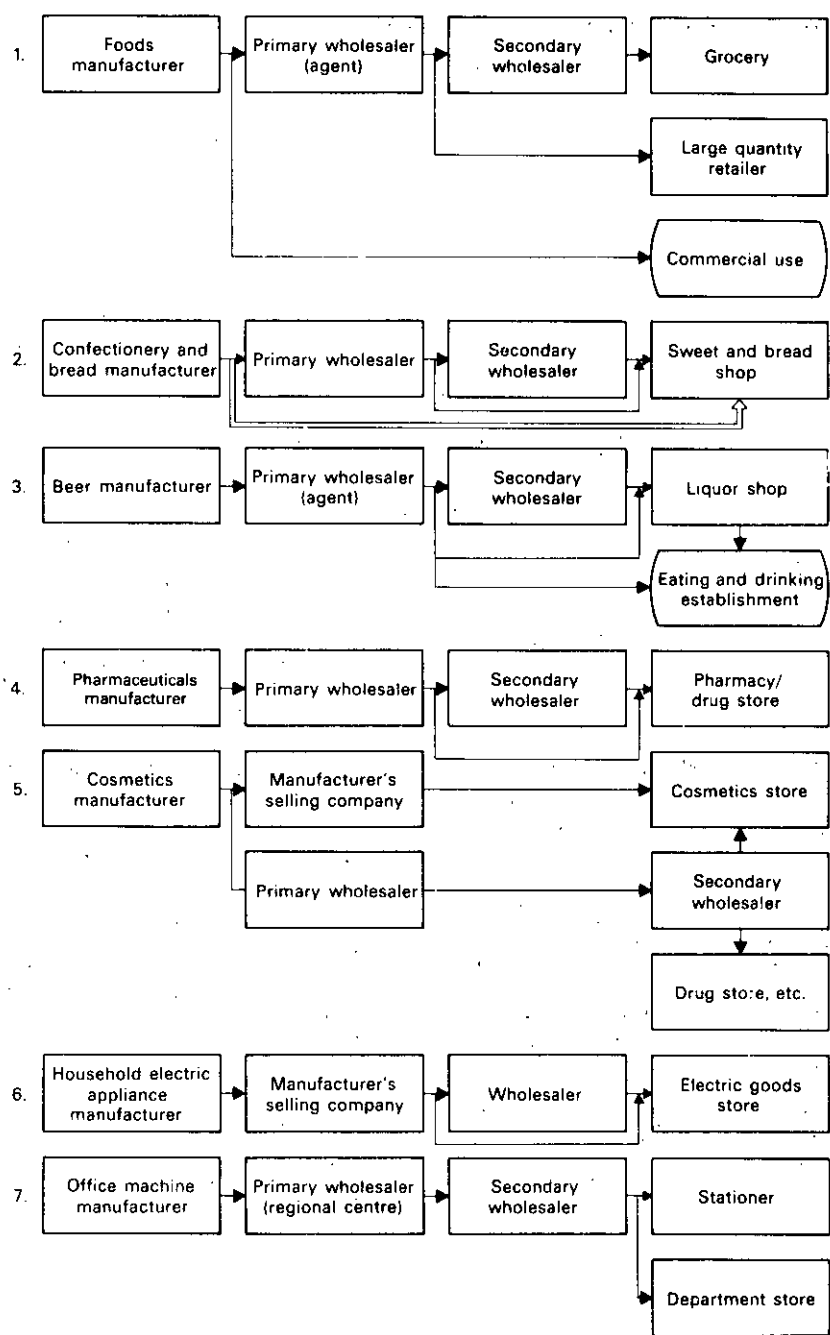 1.
Foods
manufacturer
Primary wholesaler
(agent)
Secondary
wholesaler
Grocery
Large quantity
retailer
Commercial use
2.
Confectionery and
bread manufacturer
Primary wholesaler
Secondary
wholesaler
Sweet and bread
shop
3.
Beer manufacturer
Primary wholesaler
(agent)
Secondary
wholesaler
Liquor shop
Eating and drinking
establishment
4.
Pharmaceuticals
manufacturer
Primary wholesaler
Secondary
wholesaler
Pharmacy/
drug store
5.
Cosmetics
manufacturer
Manufacturer's
selling company
Cosmetics store
Primary wholesaler
Secondary
wholesaler
Drug store, etc.
6.
Household electric
appliance
manufacturer
Manufacturer's
selling company
Wholesaler
Electric goods
store
7.
Office machine
manufacturer
Primary wholesaler
(regional centre)
Secondary
wholesaler
Stationer
Department store